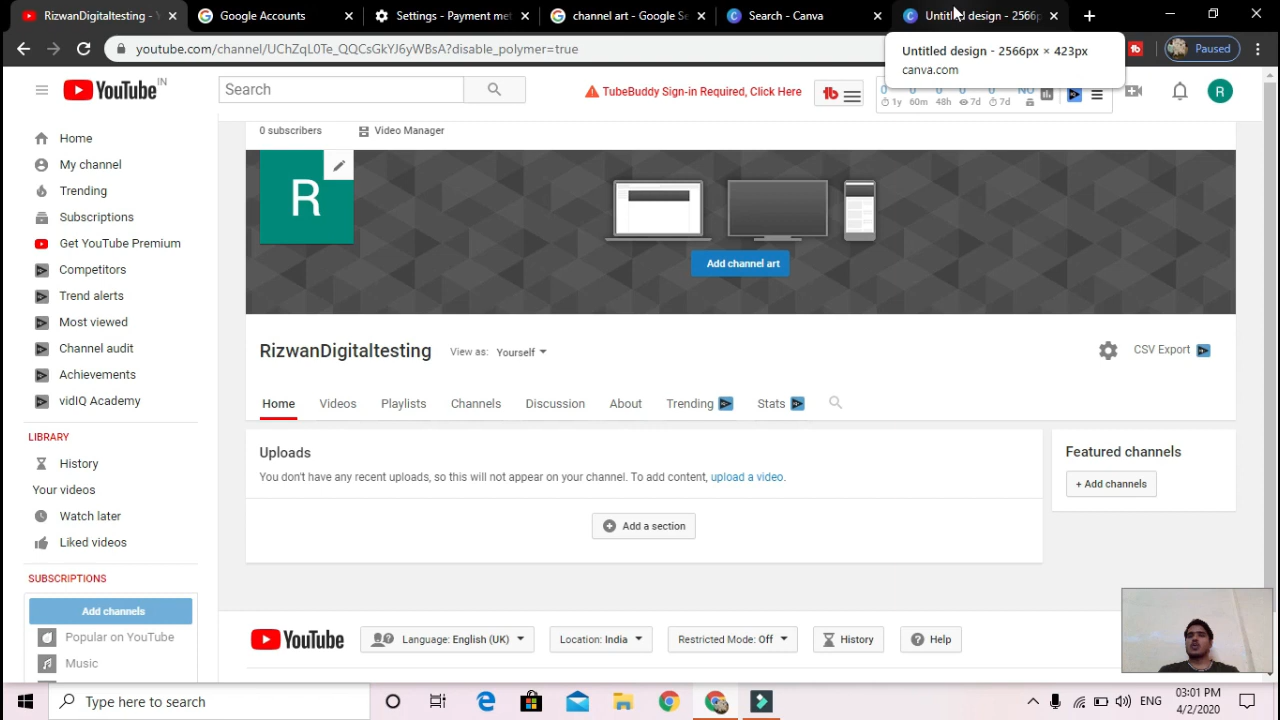 RizwanDigitaltesting - YouTube
Google Accounts
Settings - Payment met
channel art - Google Se
Search - Canva
Untitled design - 2566p
youtube.com/channel/UChZqL0Te_QQCsGkYJ6yWBsA?disable_polymer=true
Untitled design - 2566px × 423px
canva.com
Paused
YouTube IN
Search
TubeBuddy Sign-in Required, Click Here
tb
1y 60m 48h 7d 7d
R
0 subscribers
Video Manager
R
Add channel art
RizwanDigitaltesting
View as: Yourself
CSV Export
Home
Videos
Playlists
Channels
Discussion
About
Trending
Stats
Uploads
You don't have any recent uploads, so this will not appear on your channel. To add content, upload a video.
Add a section
Featured channels
+ Add channels
Home
My channel
Trending
Subscriptions
Get YouTube Premium
Competitors
Trend alerts
Most viewed
Channel audit
Achievements
vidIQ Academy
LIBRARY
History
Your videos
Watch later
Liked videos
SUBSCRIPTIONS
Add channels
Popular on YouTube
Music
YouTube
Language: English (UK)
Location: India
Restricted Mode: Off
History
Help
Type here to search
ENG
03:01 PM
4/2/2020